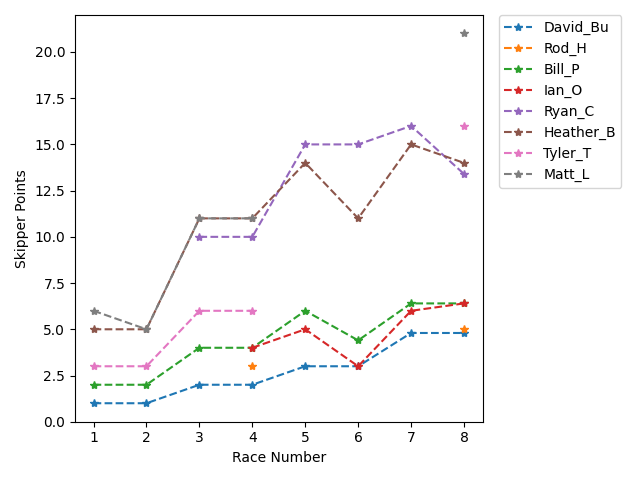 20.0
17.5
15.0
12.5
10.0
7.5
5.0
2.5
0.0
Skipper Points
1 2 3 4 5 6 7 8
Race Number
David_Bu
Rod_H
Bill_P
Ian_O
Ryan_C
Heather_B
Tyler_T
Matt_L